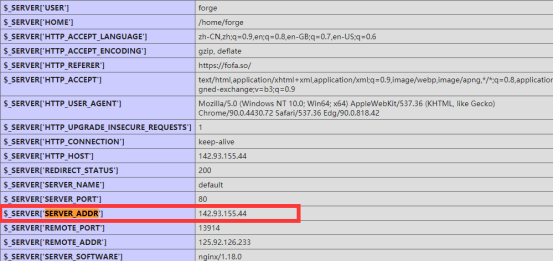 $_SERVER['USER'] forge
$_SERVER['HOME'] /home/forge
$_SERVER['HTTP_ACCEPT_LANGUAGE'] zh-CN,zh;q=0.9,en;q=0.8,en-GB;q=0.7,en-US;q=0.6
$_SERVER['HTTP_ACCEPT_ENCODING'] gzip, deflate
$_SERVER['HTTP_REFERER'] https://fofa.so/
$_SERVER['HTTP_ACCEPT'] text/html,application/xhtml+xml,application/xml;q=0.9,image/webp,image/apng,*/*;q=0.8,application
gned-exchange;v=b3;q=0.9
$_SERVER['HTTP_USER_AGENT'] Mozilla/5.0 (Windows NT 10.0; Win64; x64) AppleWebKit/537.36 (KHTML, like Gecko)
Chrome/90.0.4430.72 Safari/537.36 Edg/90.0.818.42
$_SERVER['HTTP_UPGRADE_INSECURE_REQUESTS'] 1
$_SERVER['HTTP_CONNECTION'] keep-alive
$_SERVER['HTTP_HOST'] 142.93.155.44
$_SERVER['REDIRECT_STATUS'] 200
$_SERVER['SERVER_NAME'] default
$_SERVER['SERVER_PORT'] 80
$_SERVER['SERVER_ADDR'] 142.93.155.44
$_SERVER['REMOTE_PORT'] 13914
$_SERVER['REMOTE_ADDR'] 125.92.126.233
$_SERVER['SERVER_SOFTWARE'] nginx/1.18.0